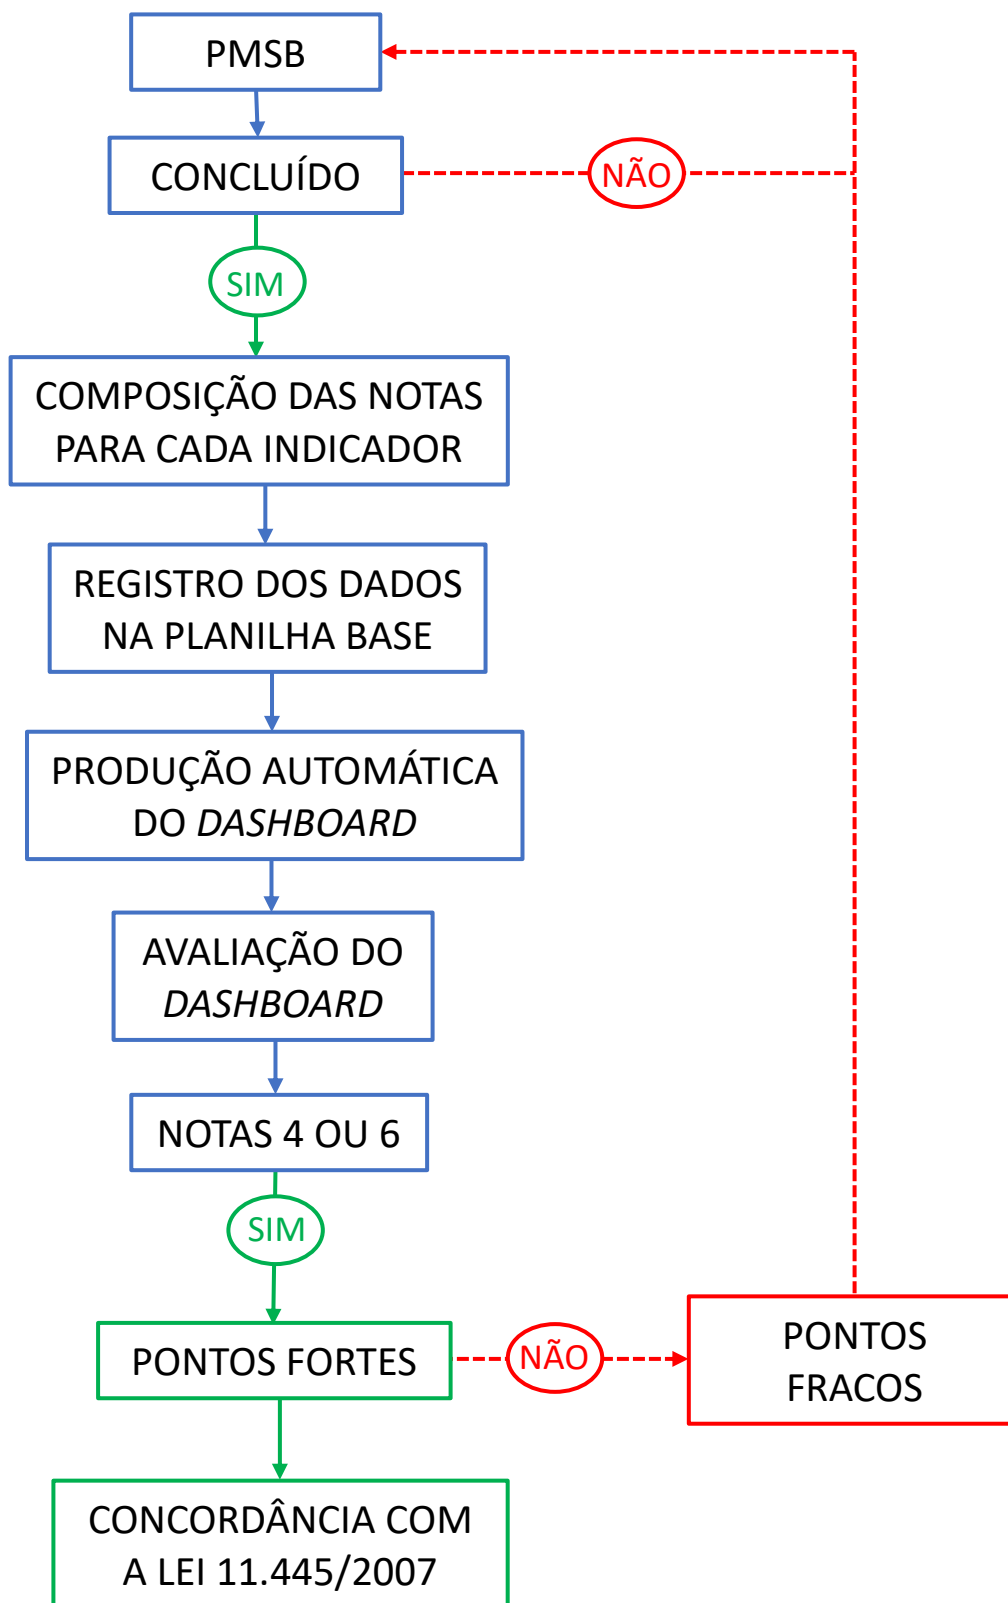 PMSB
CONCLUÍDO
NÃO
SIM
COMPOSIÇÃO DAS NOTAS
PARA CADA INDICADOR
REGISTRO DOS DADOS
NA PLANILHA BASE
PRODUÇÃO AUTOMÁTICA
DO DASHBOARD
AVALIAÇÃO DO
DASHBOARD
NOTAS 4 OU 6
SIM
PONTOS FORTES
NÃO
PONTOS
FRACOS
CONCORDÂNCIA COM
A LEI 11.445/2007